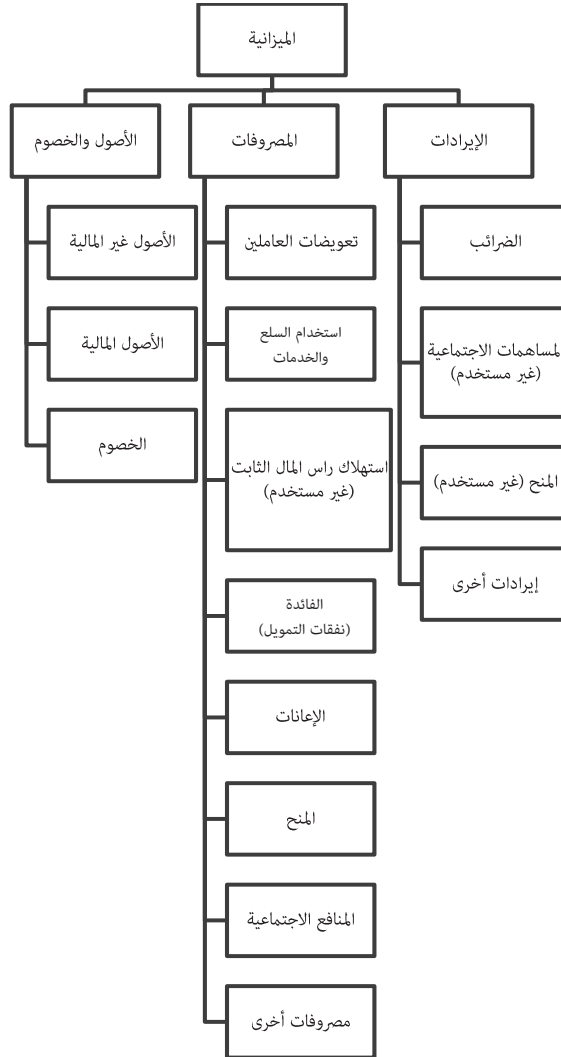 الميزانية
الإيرادات
المصروفات
الأصول والخصوم
الضرائب
لمساهمات الاجتماعية
(غير مستخدم)
المنح (غير مستخدم)
إيرادات أخرى
تعويضات العاملين
استخدام السلع
والخدمات
استهلاك راس المال الثابت
(غير مستخدم)
الفائدة
(نفقات التمويل)
الإعانات
المنح
المنافع الاجتماعية
مصروفات أخرى
الأصول غير المالية
الأصول المالية
الخصوم